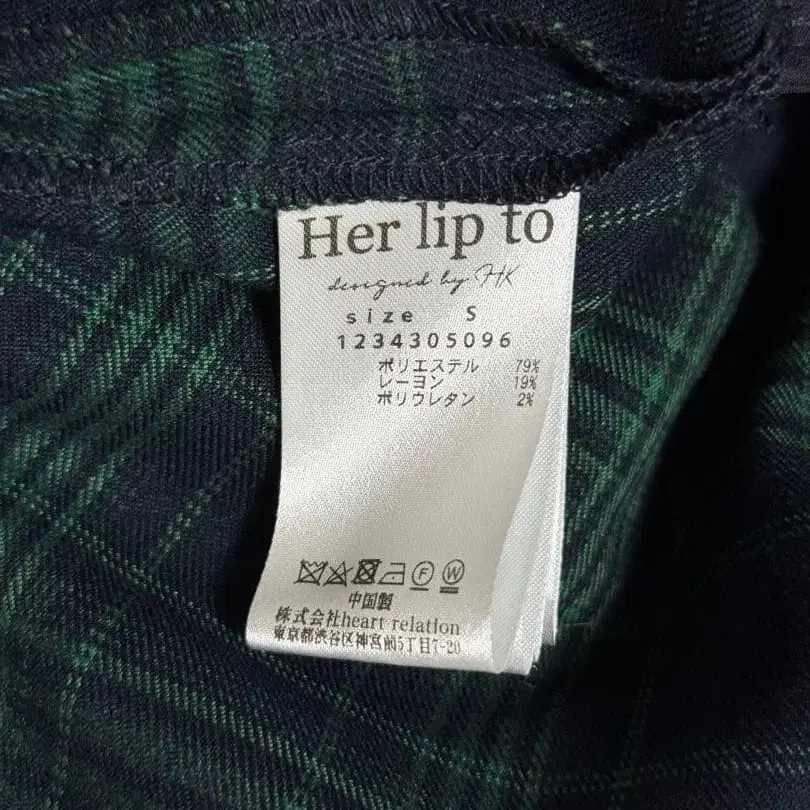 Her lip to
designed by HK
size S
1234305096
ポリエステル 79%
レーヨン 19%
ポリウレタン 2%
F W
中国製
株式会社heart relation
東京都渋谷区神宮前5丁目7-20